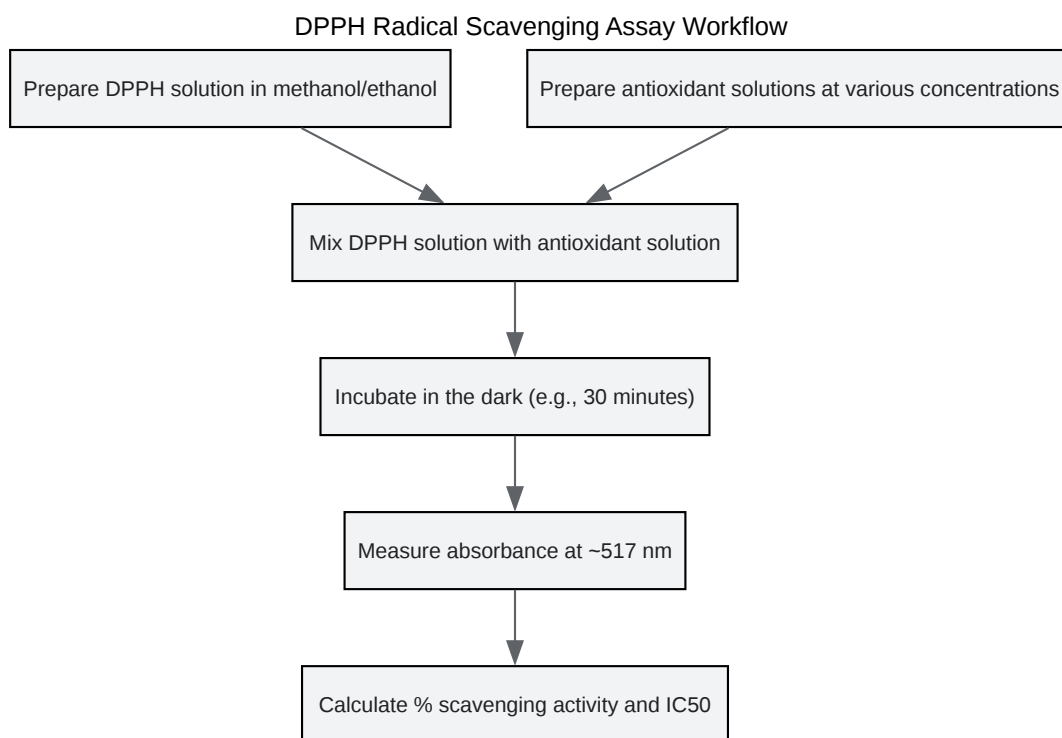 DPPH Radical Scavenging Assay Workflow
Prepare DPPH solution in methanol/ethanol
Prepare antioxidant solutions at various concentrations
Mix DPPH solution with antioxidant solution
Incubate in the dark (e.g., 30 minutes)
Measure absorbance at ~517 nm
Calculate % scavenging activity and IC50